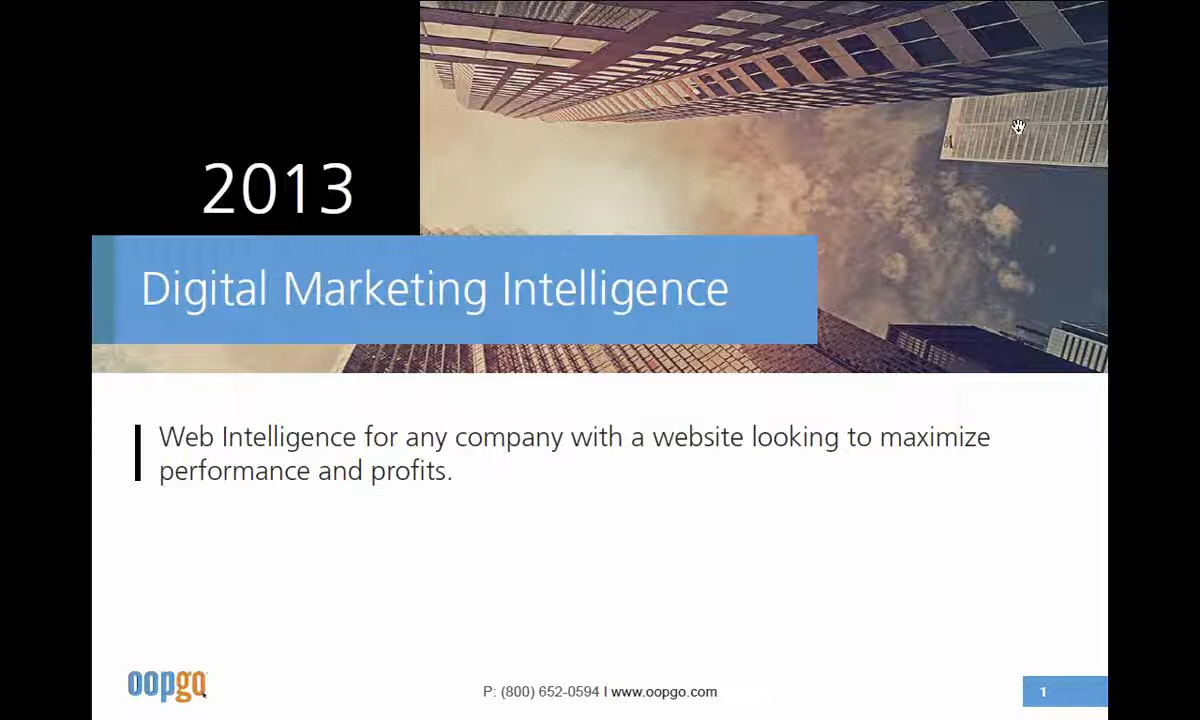 2013
Digital Marketing Intelligence
Web Intelligence for any company with a website looking to maximize
performance and profits.
oopgo
P: (800) 652-0594 I www.oopgo.com
1